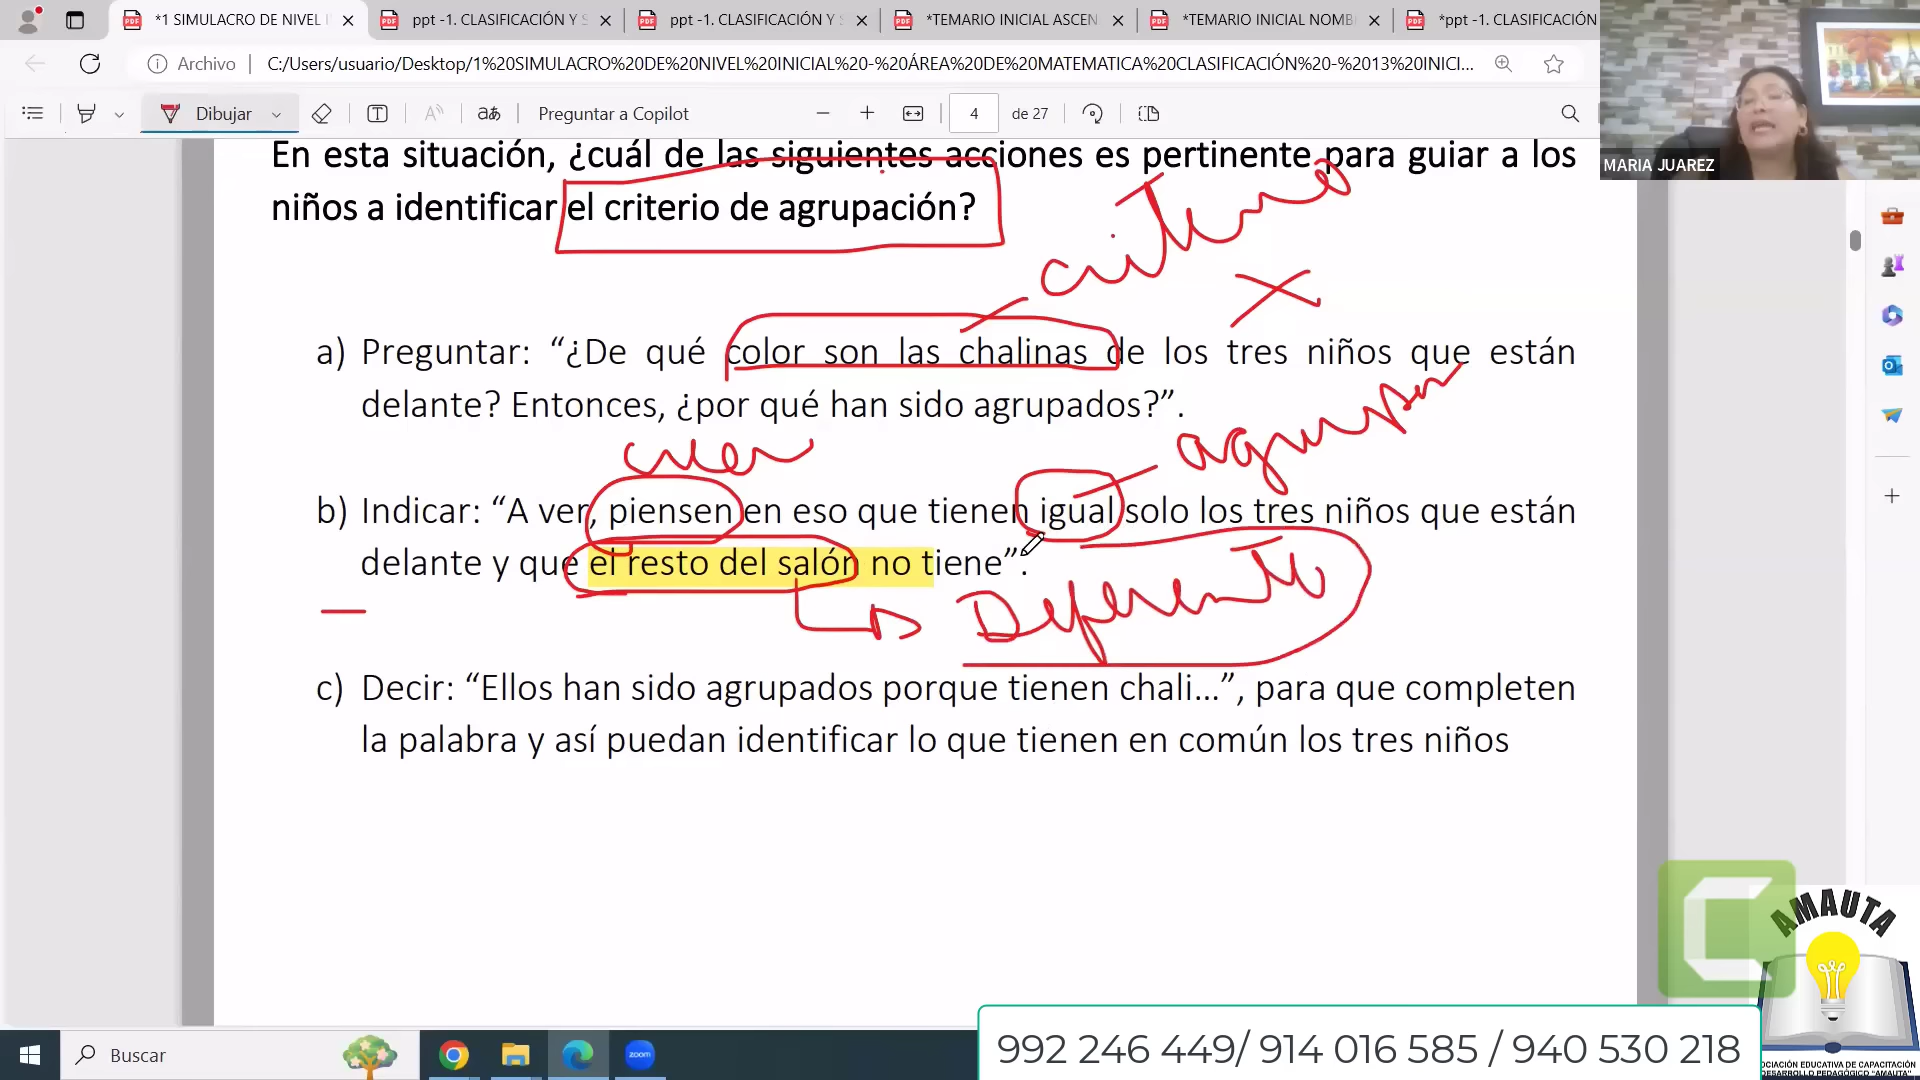 *1 SIMULACRO DE NIVEL I
ppt -1. CLASIFICACIÓN Y S
ppt -1. CLASIFICACIÓN Y S
*TEMARIO INICIAL ASCEN
*TEMARIO INICIAL NOMB
*ppt -1. CLASIFICACIÓN
Archivo
C:/Users/usuario/Desktop/1%20SIMULACRO%20DE%20NIVEL%20INICIAL%20-%20ÁREA%20DE%20MATEMATICA%20CLASIFICACIÓN%20-%2013%20INICI...
Dibujar
Preguntar a Copilot
4 de 27
MARIA JUAREZ
En esta situación, ¿cuál de las siguientes acciones es pertinente para guiar a los
niños a identificar el criterio de agrupación?
criterio
a) Preguntar: “¿De qué color son las chalinas de los tres niños que están
delante? Entonces, ¿por qué han sido agrupados?”.
b) Indicar: “A ver, piensen en eso que tienen igual solo los tres niños que están
delante y que el resto del salón no tiene”.
c) Decir: “Ellos han sido agrupados porque tienen chali...”, para que completen
la palabra y así puedan identificar lo que tienen en común los tres niños
AMAUTA
992 246 449/ 914 016 585 / 940 530 218
Buscar
zoom